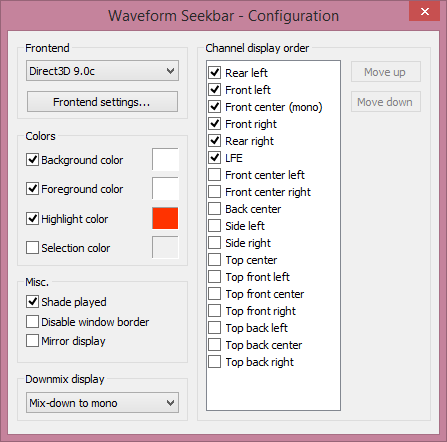 Waveform Seekbar - Configuration
Frontend
Direct3D 9.0c
Frontend settings...
Colors
Background color
Foreground color
Highlight color
Selection color
Misc.
Shade played
Disable window border
Mirror display
Downmix display
Mix-down to mono
Channel display order
Rear left
Front left
Front center (mono)
Front right
Rear right
LFE
Front center left
Front center right
Back center
Side left
Side right
Top center
Top front left
Top front center
Top front right
Top back left
Top back center
Top back right
Move up
Move down